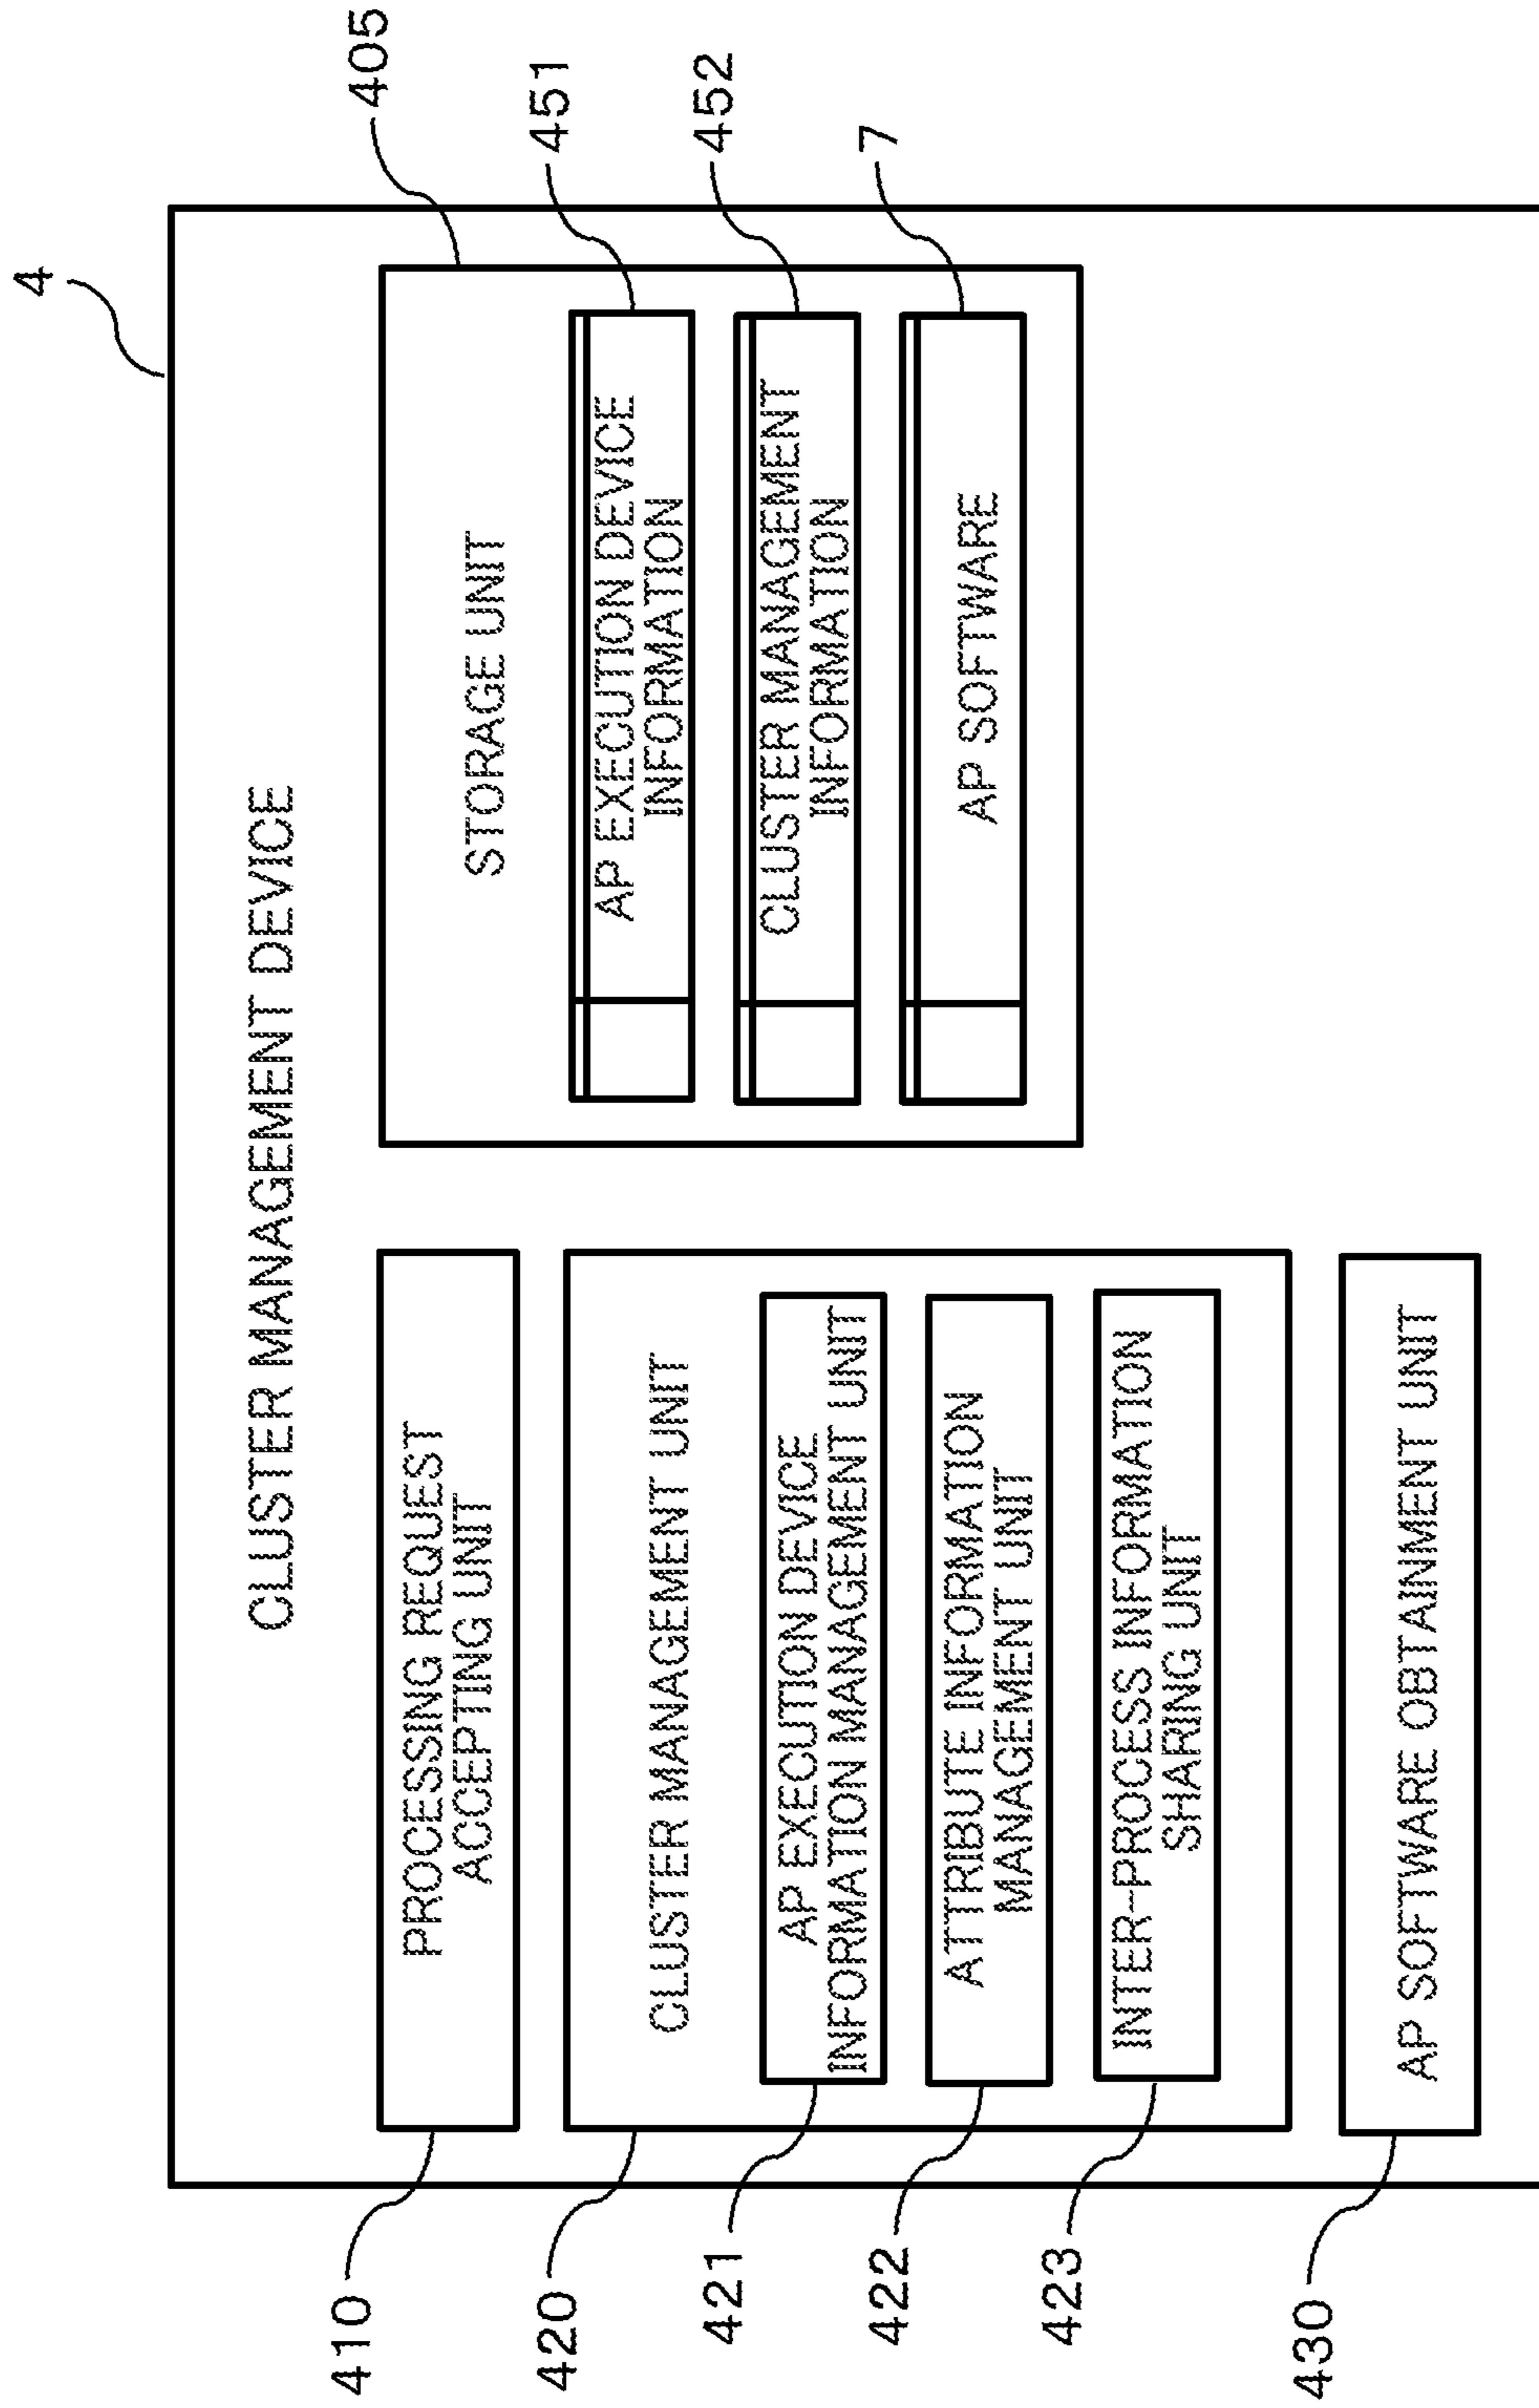 4
CLUSTER MANAGEMENT DEVICE
410
PROCESSING REQUEST
ACCEPTING UNIT
420
CLUSTER MANAGEMENT UNIT
421
AP EXECUTION DEVICE
INFORMATION MANAGEMENT UNIT
422
ATTRIBUTE INFORMATION
MANAGEMENT UNIT
423
INTER-PROCESS INFORMATION
SHARING UNIT
430
AP SOFTWARE OBTAINMENT UNIT
405
STORAGE UNIT
451
AP EXECUTION DEVICE
INFORMATION
452
CLUSTER MANAGEMENT
INFORMATION
7
AP SOFTWARE